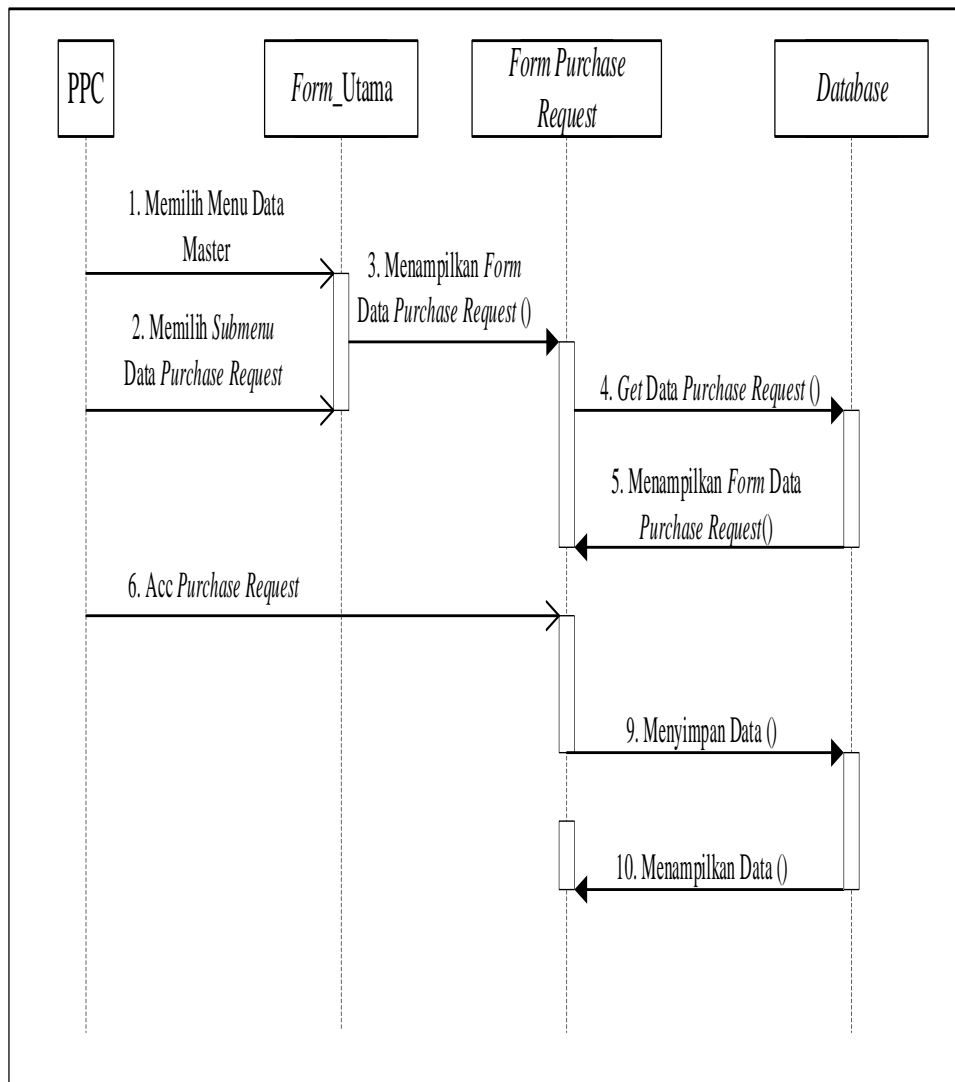 PPC
Form_Utama
Form Purchase
Request
Database
1. Memilih Menu Data
Master
3. Menampilkan Form
Data Purchase Request ()
2. Memilih Submenu
Data Purchase Request
4. Get Data Purchase Request ()
5. Menampilkan Form Data
Purchase Request()
6. Acc Purchase Request
9. Menyimpan Data ()
10. Menampilkan Data ()